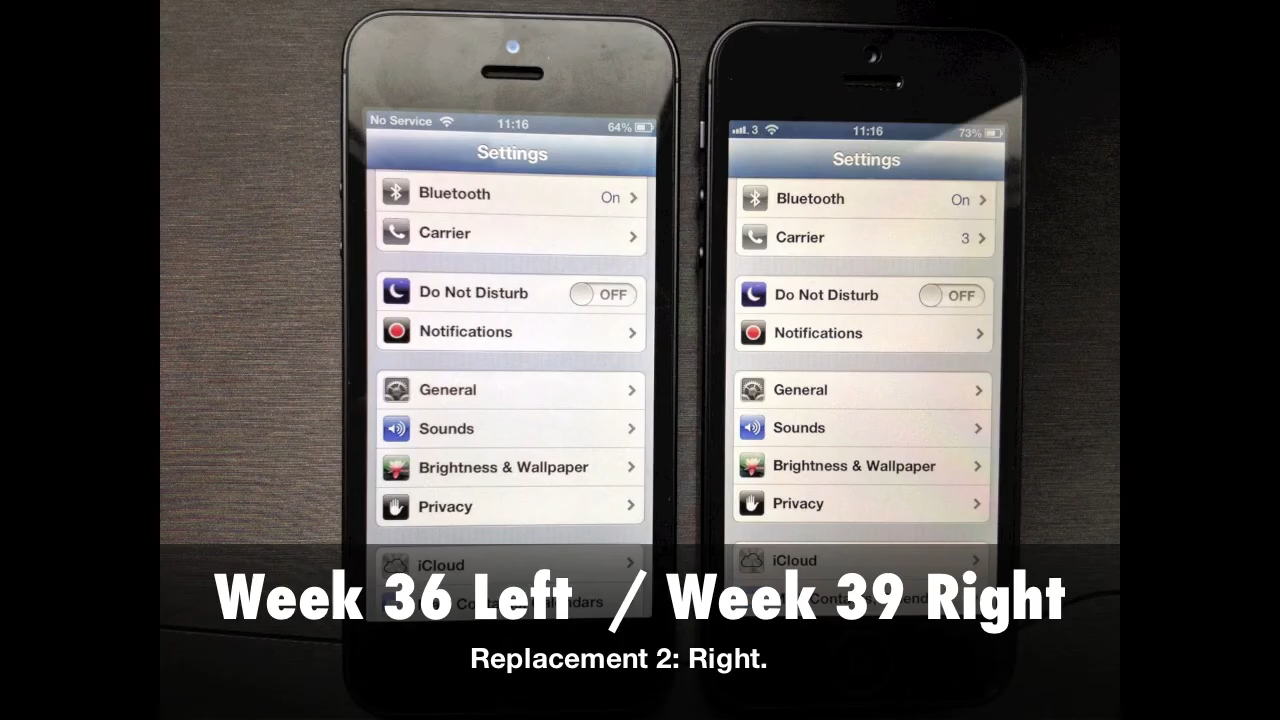 No Service 11:16 64%
Settings
Bluetooth On
Carrier
Do Not Disturb OFF
Notifications
General
Sounds
Brightness & Wallpaper
Privacy
iCloud
3 11:16 73%
Settings
Bluetooth On
Carrier 3
Do Not Disturb OFF
Notifications
General
Sounds
Brightness & Wallpaper
Privacy
iCloud
Week 36 Left / Week 39 Right
Replacement 2: Right.